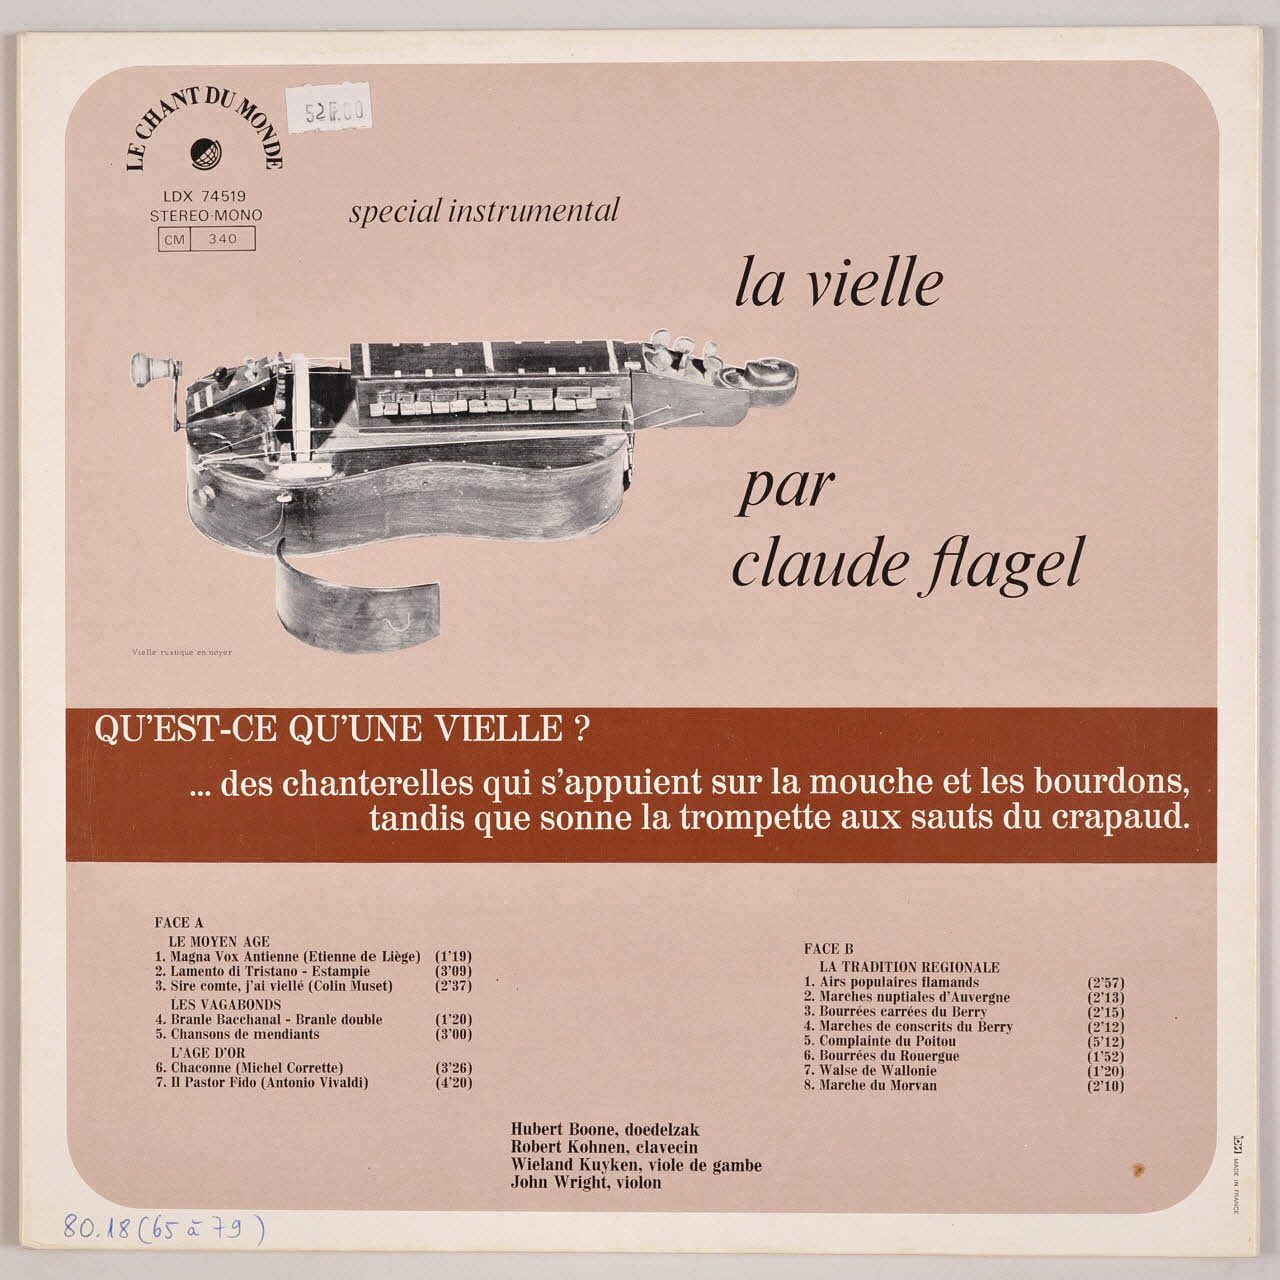 LE CHANT DU MONDE
52F.00
LDX 74519
STEREO-MONO
CM 340
special instrumental
la vielle
par
claude flagel
Vielle rustique en noyer
QU'EST-CE QU'UNE VIELLE ?
... des chanterelles qui s'appuient sur la mouche et les bourdons,
tandis que sonne la trompette aux sauts du crapaud.
FACE A
LE MOYEN AGE
1. Magna Vox Antienne (Etienne de Liège) (1'19)
2. Lamento di Tristano - Estampie (3'09)
3. Sire comte, j'ai viellé (Colin Muset) (2'37)
LES VAGABONDS
4. Branle Bacchanal - Branle double (1'20)
5. Chansons de mendiants (3'00)
L'AGE D'OR
6. Chaconne (Michel Corrette) (3'26)
7. Il Pastor Fido (Antonio Vivaldi) (4'20)
FACE B
LA TRADITION REGIONALE
1. Airs populaires flamands (2'57)
2. Marches nuptiales d'Auvergne (2'13)
3. Bourrées carrées du Berry (2'15)
4. Marches de conscrits du Berry (2'12)
5. Complainte du Poitou (5'12)
6. Bourrées du Rouergue (1'52)
7. Walse de Wallonie (1'20)
8. Marche du Morvan (2'10)
Hubert Boone, doedelzak
Robert Kohnen, clavecin
Wieland Kuyken, viole de gambe
John Wright, violon
MADE IN FRANCE
80.18 (65 à 79)